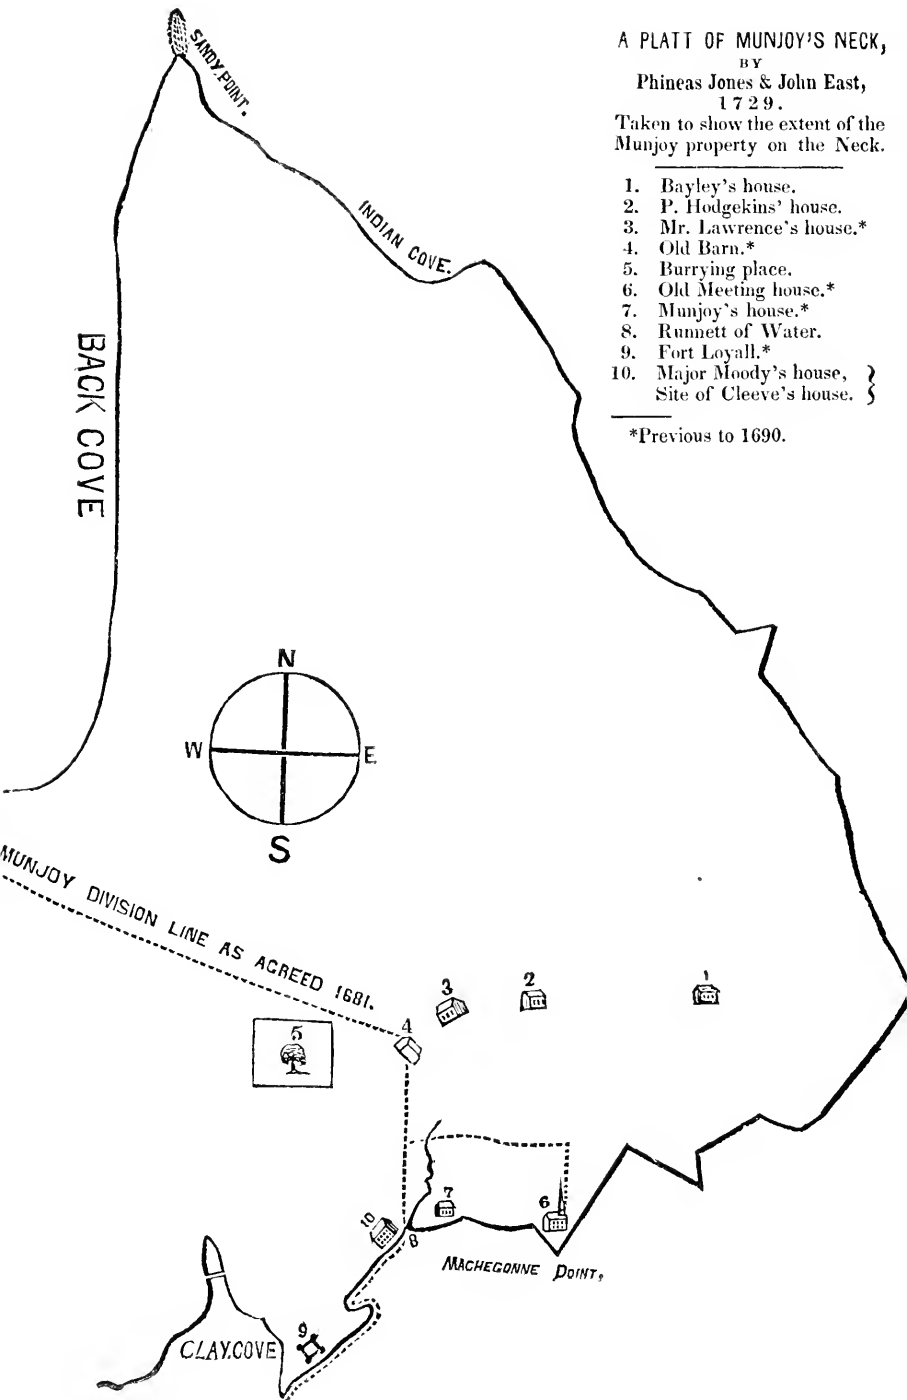 A PLATT OF MUNJOY'S NECK,
BY
Phineas Jones & John East,
1729.
Taken to show the extent of the
Munjoy property on the Neck.
1. Bayley's house.
2. P. Hodgekins' house.
3. Mr. Lawrence's house.*
4. Old Barn.*
5. Burrying place.
6. Old Meeting house.*
7. Munjoy's house.*
8. Runnett of Water.
9. Fort Loyall.*
10. Major Moody's house, }
Site of Cleeve's house. }
*Previous to 1690.
SANDY POINT.
INDIAN COVE.
BACK COVE
N
W E
S
MUNJOY DIVISION LINE AS AGREED 1681.
3 2 1
5 4
7 6
10 8
MACHEGONNE POINT,
9
CLAY.COVE